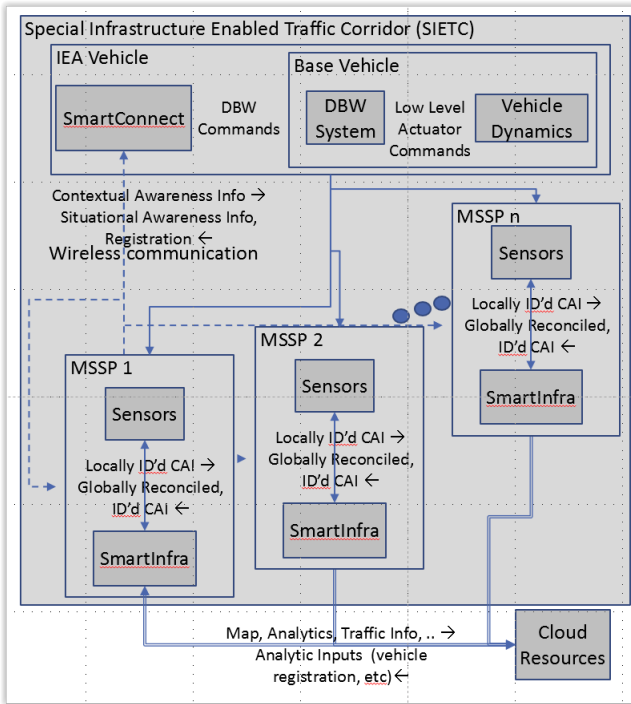 Special Infrastructure Enabled Traffic Corridor (SIETC)
IEA Vehicle
Base Vehicle
SmartConnect
DBW
Commands
DBW
System
Low Level
Actuator
Commands
Vehicle
Dynamics
Contextual Awareness Info →
Situational Awareness Info,
Registration ←
Wireless communication
MSSP n
Sensors
Locally ID'd CAI →
Globally Reconciled,
ID'd CAI ←
SmartInfra
MSSP 2
Sensors
Locally ID'd CAI →
Globally Reconciled,
ID'd CAI ←
SmartInfra
MSSP 1
Sensors
Locally ID'd CAI →
Globally Reconciled,
ID'd CAI ←
SmartInfra
Map, Analytics, Traffic Info, .. →
Analytic Inputs (vehicle
registration, etc)←
Cloud
Resources